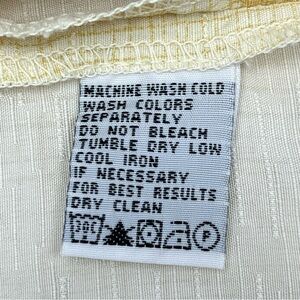 MACHINE WASH COLD
WASH COLORS
SEPARATELY
DO NOT BLEACH
TUMBLE DRY LOW
COOL IRON
IF NECESSARY
FOR BEST RESULTS
DRY CLEAN
30C P